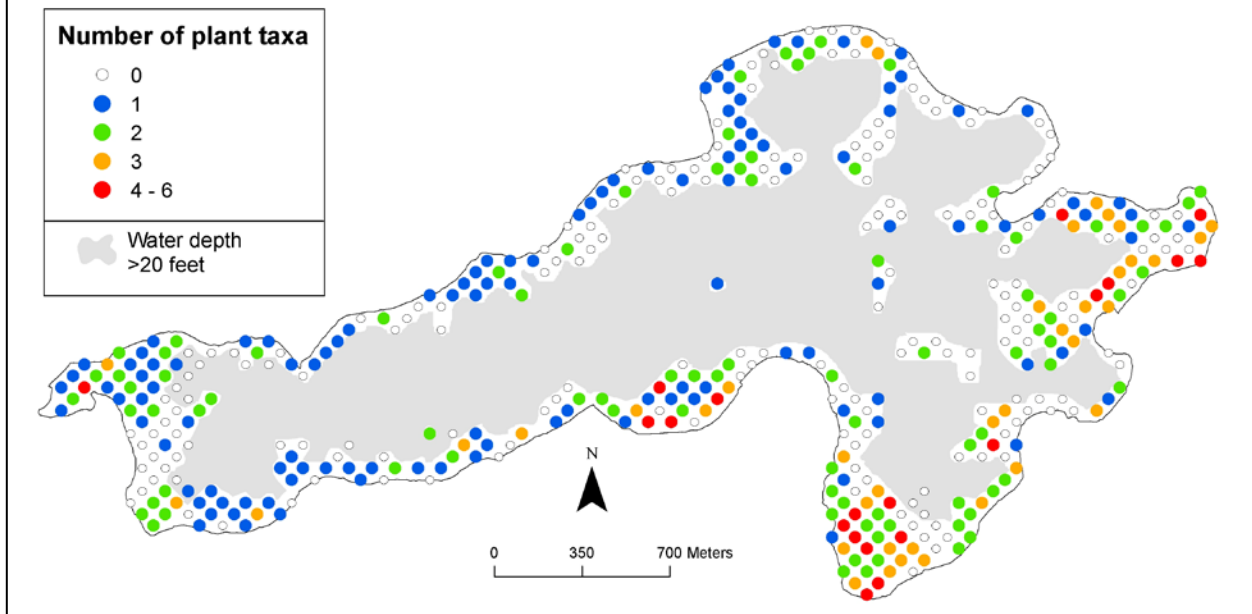 Number of plant taxa
0
1
2
3
4 - 6
Water depth
>20 feet
N
0 350 700 Meters